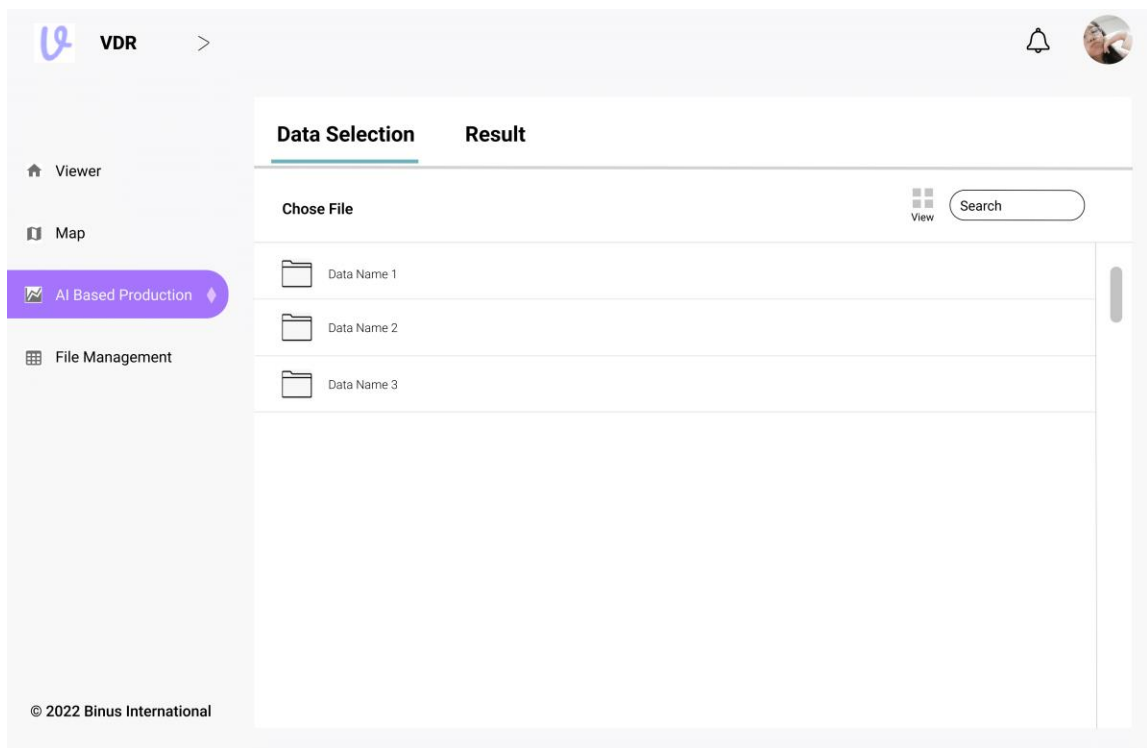 VDR >
Data Selection Result
Viewer
Chose File
View
Search
Map
Data Name 1
AI Based Production
Data Name 2
File Management
Data Name 3
© 2022 Binus International